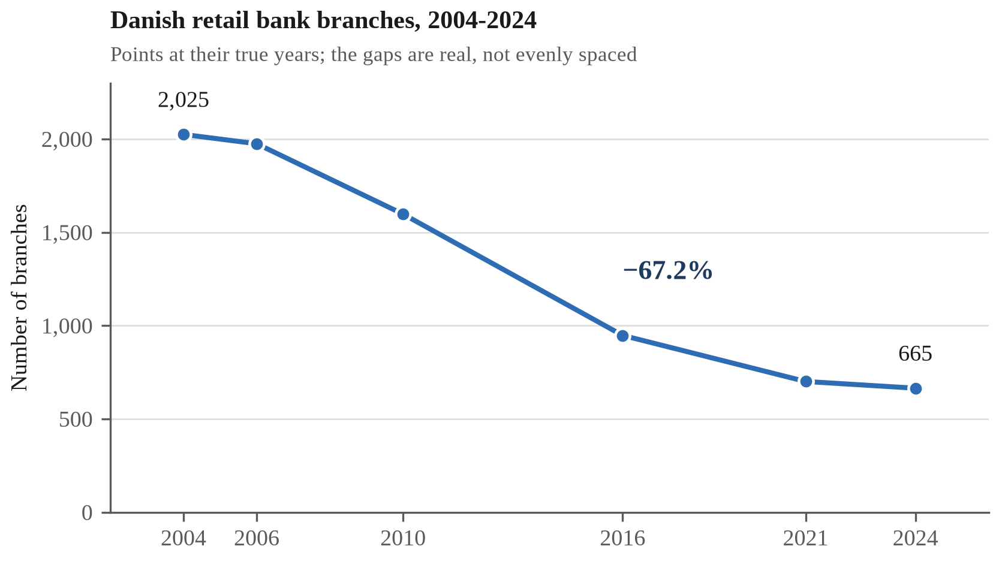 Danish retail bank branches, 2004-2024
Points at their true years; the gaps are real, not evenly spaced
Number of branches
2,000
1,500
1,000
500
0
2,025
−67.2%
665
2004 2006 2010 2016 2021 2024